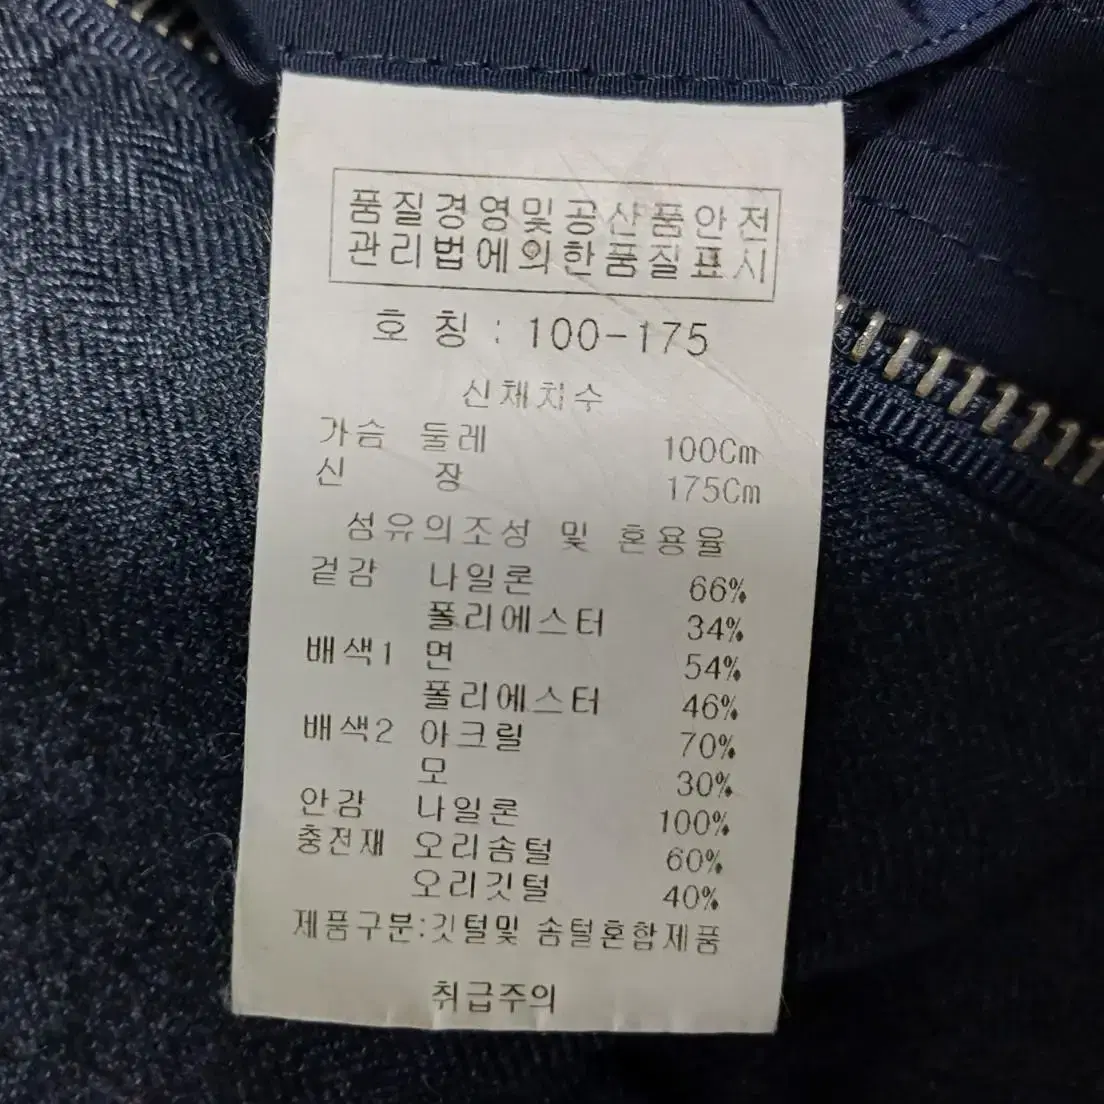 품질경영및공산품안전
관리법에의한품질표시
호 칭 : 100-175
신체치수
가슴 둘레 100Cm
신 장 175Cm
섬유의조성 및 혼용율
겉감 나일론 66%
폴리에스터 34%
배색1 면 54%
폴리에스터 46%
배색2 아크릴 70%
모 30%
안감 나일론 100%
충전재 오리솜털 60%
오리깃털 40%
제품구분:깃털및 솜털혼합제품
취급주의